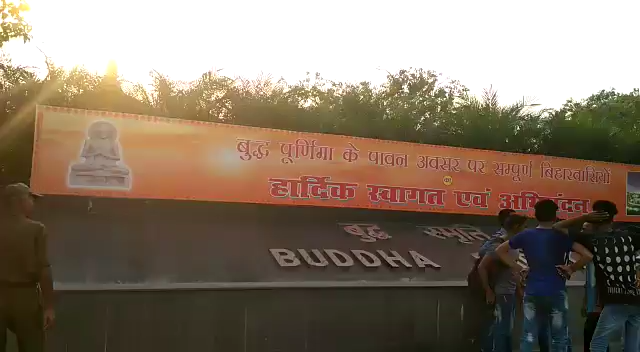 बुद्ध पूर्णिमा के पावन अवसर पर सम्पूर्ण बिहारवासियों
का
हार्दिक स्वागत एवं अभिनंदन
बुद्ध स्मृति
BUDDHA